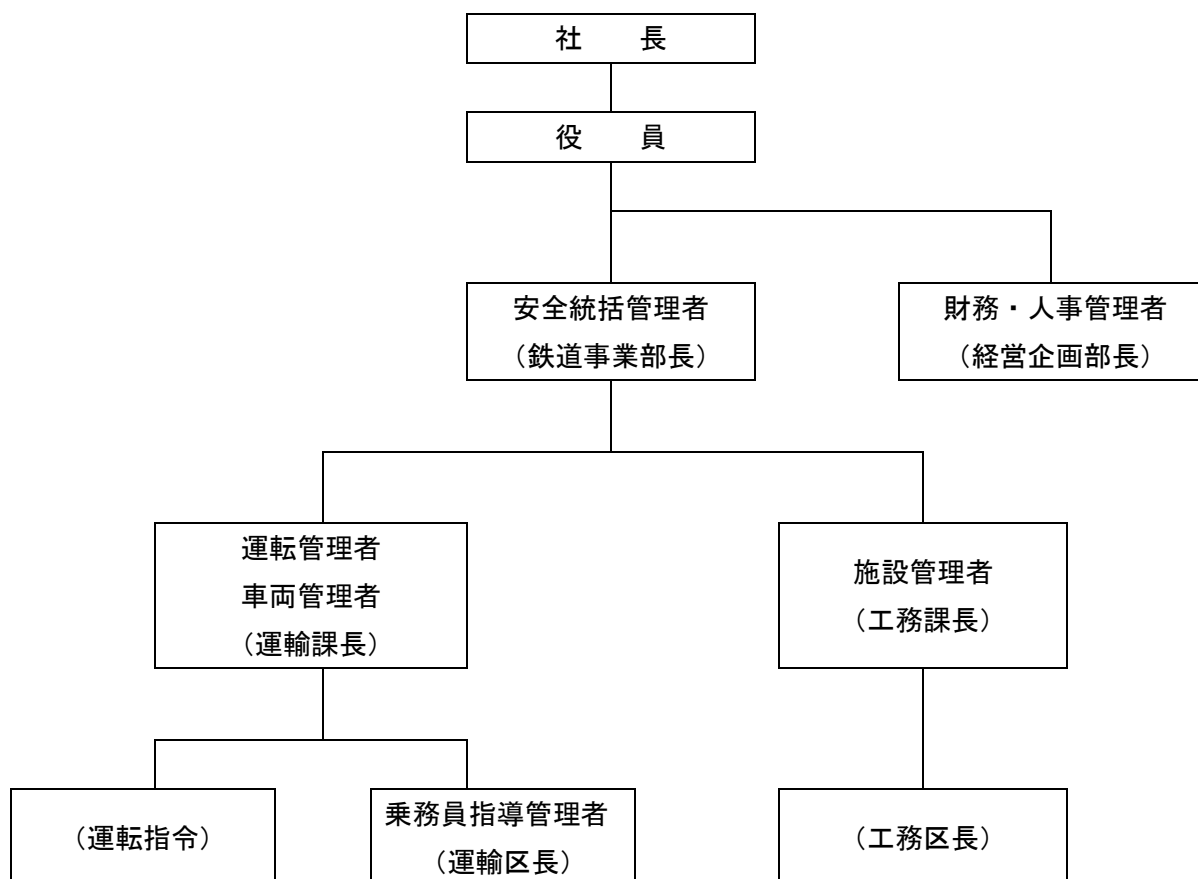 社　　長
役　　員
安全統括管理者
（鉄道事業部長）
財務・人事管理者
（経営企画部長）
運転管理者
車両管理者
（運輸課長）
施設管理者
（工務課長）
（運転指令）
乗務員指導管理者
（運輸区長）
（工務区長）